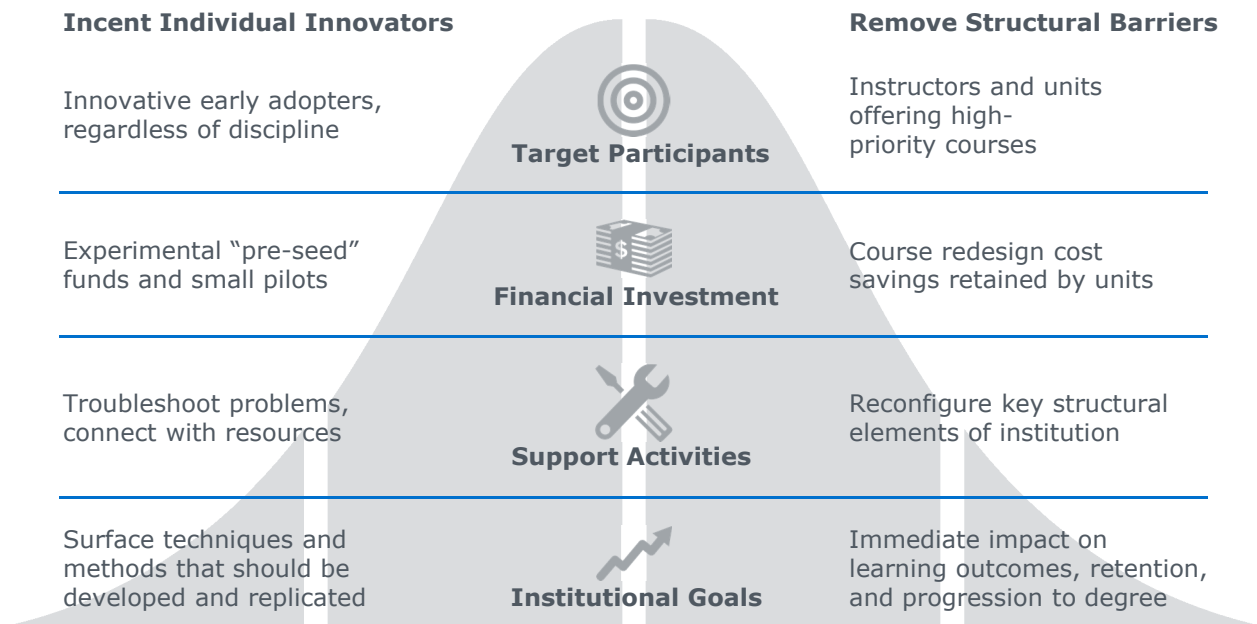 Incent Individual Innovators
Remove Structural Barriers
Innovative early adopters,
regardless of discipline
Target Participants
Instructors and units
offering high-
priority courses
Experimental “pre-seed”
funds and small pilots
$
Financial Investment
Course redesign cost
savings retained by units
Troubleshoot problems,
connect with resources
Support Activities
Reconfigure key structural
elements of institution
Surface techniques and
methods that should be
developed and replicated
Institutional Goals
Immediate impact on
learning outcomes, retention,
and progression to degree